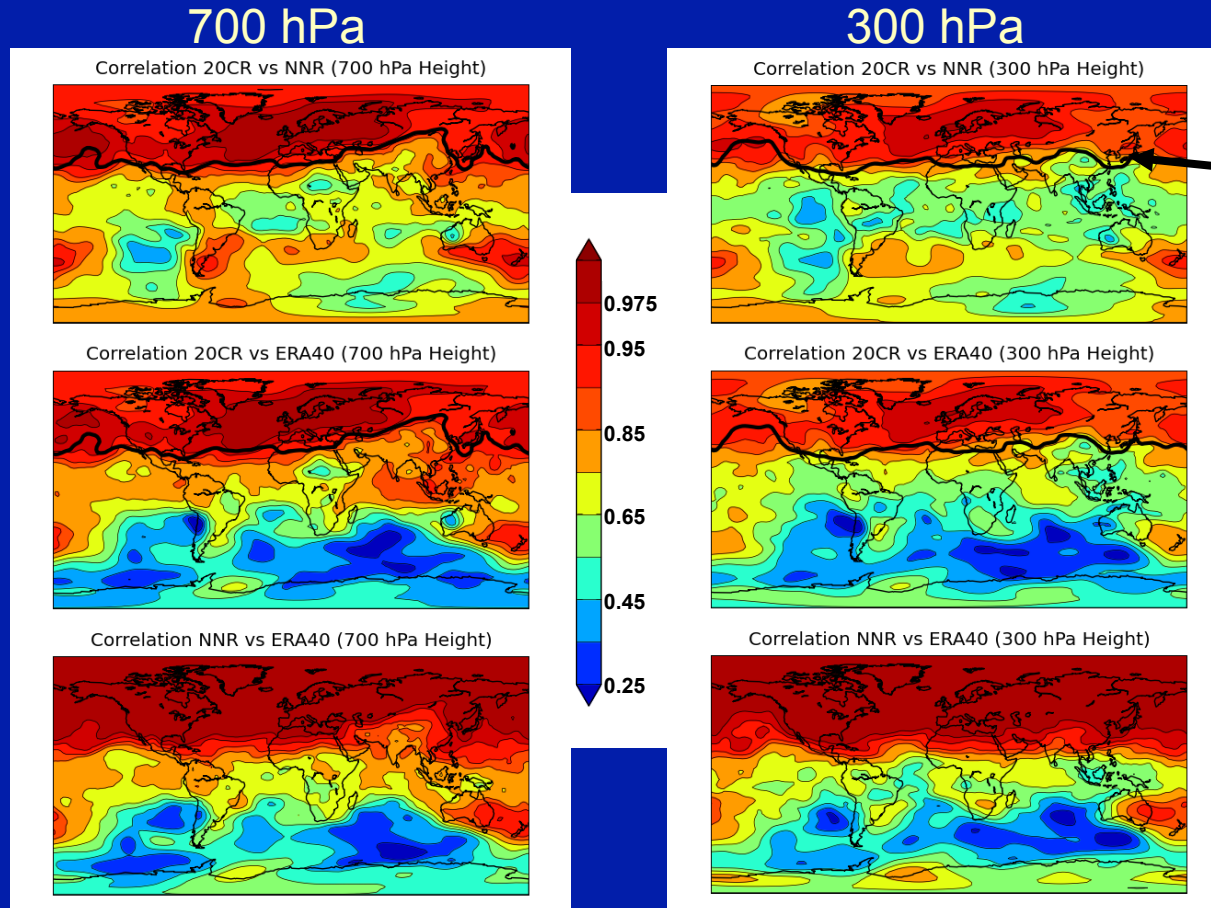 700 hPa
300 hPa
Correlation 20CR vs NNR (700 hPa Height)
Correlation 20CR vs NNR (300 hPa Height)
0.975
0.95
Correlation 20CR vs ERA40 (700 hPa Height)
Correlation 20CR vs ERA40 (300 hPa Height)
0.85
0.65
0.45
Correlation NNR vs ERA40 (700 hPa Height)
Correlation NNR vs ERA40 (300 hPa Height)
0.25